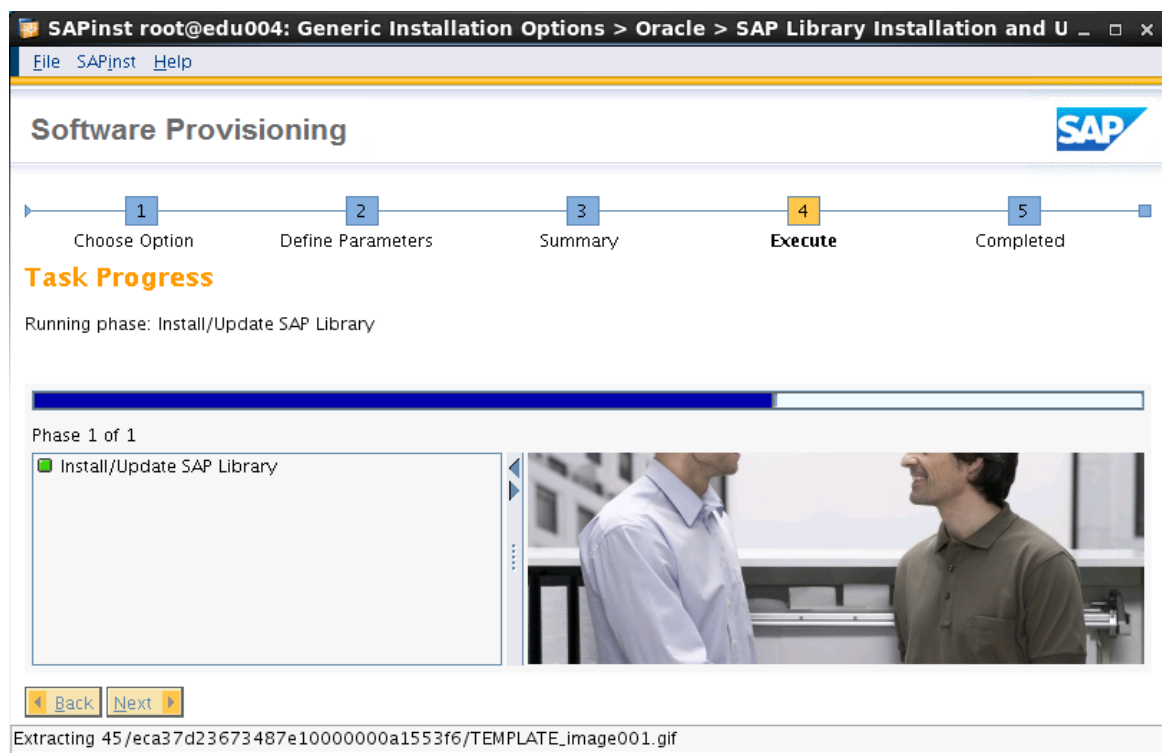 SAPinst root@edu004: Generic Installation Options > Oracle > SAP Library Installation and U
File SAPinst Help
Software Provisioning
SAP
1 2 3 4 5
Choose Option Define Parameters Summary Execute Completed
Task Progress
Running phase: Install/Update SAP Library
Phase 1 of 1
Install/Update SAP Library
Back Next
Extracting 45/eca37d23673487e10000000a1553f6/TEMPLATE_image001.gif